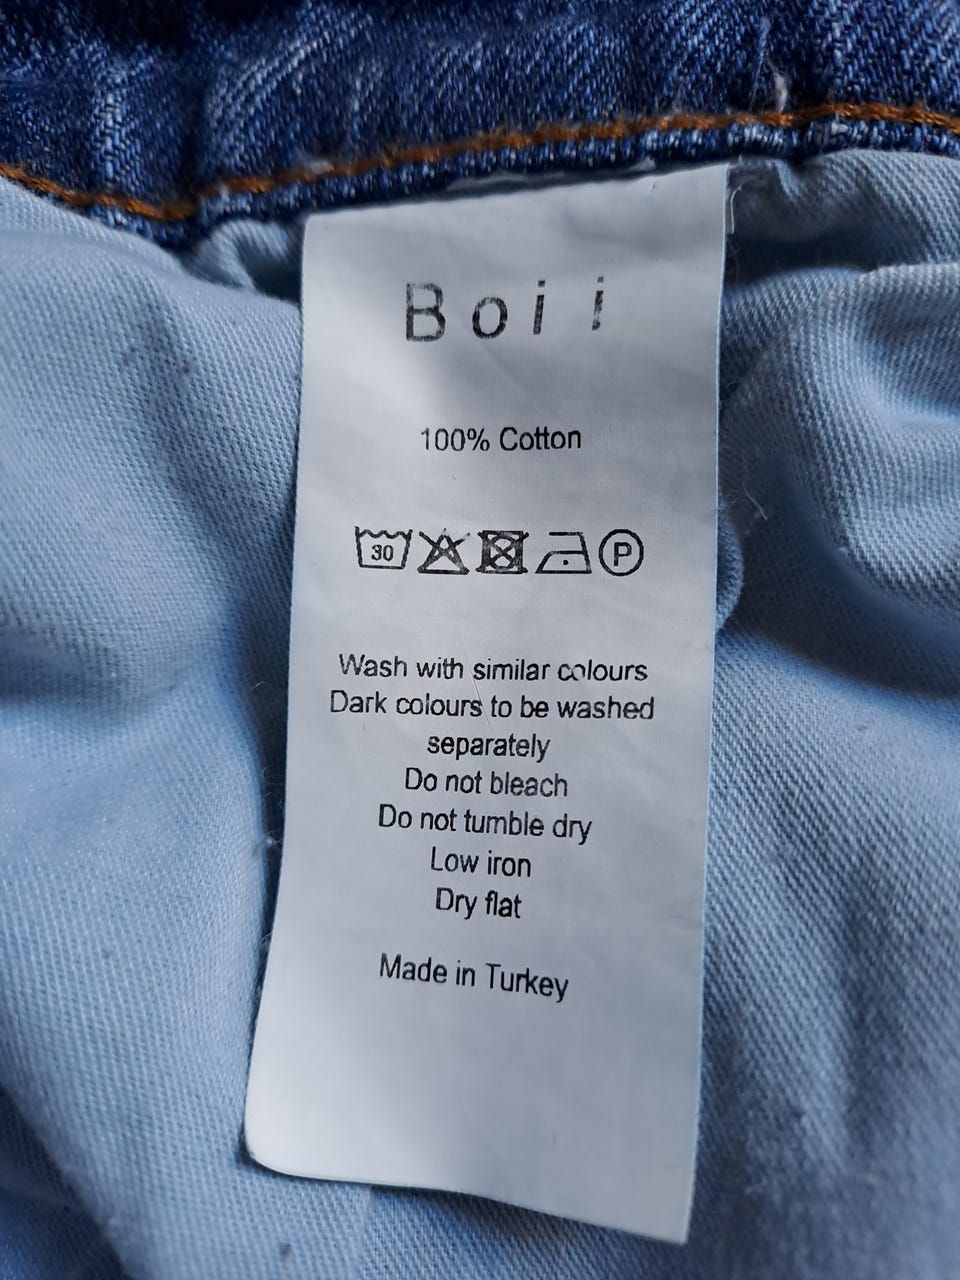 Boii
100% Cotton
30 P
Wash with similar colours
Dark colours to be washed
separately
Do not bleach
Do not tumble dry
Low iron
Dry flat
Made in Turkey